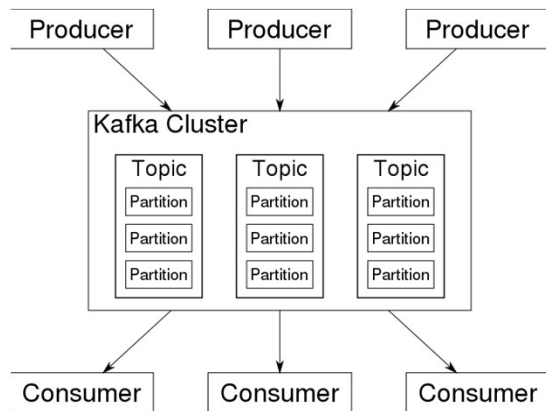 Producer Producer Producer
Kafka Cluster
Topic Topic Topic
Partition Partition Partition
Partition Partition Partition
Partition Partition Partition
Consumer Consumer Consumer